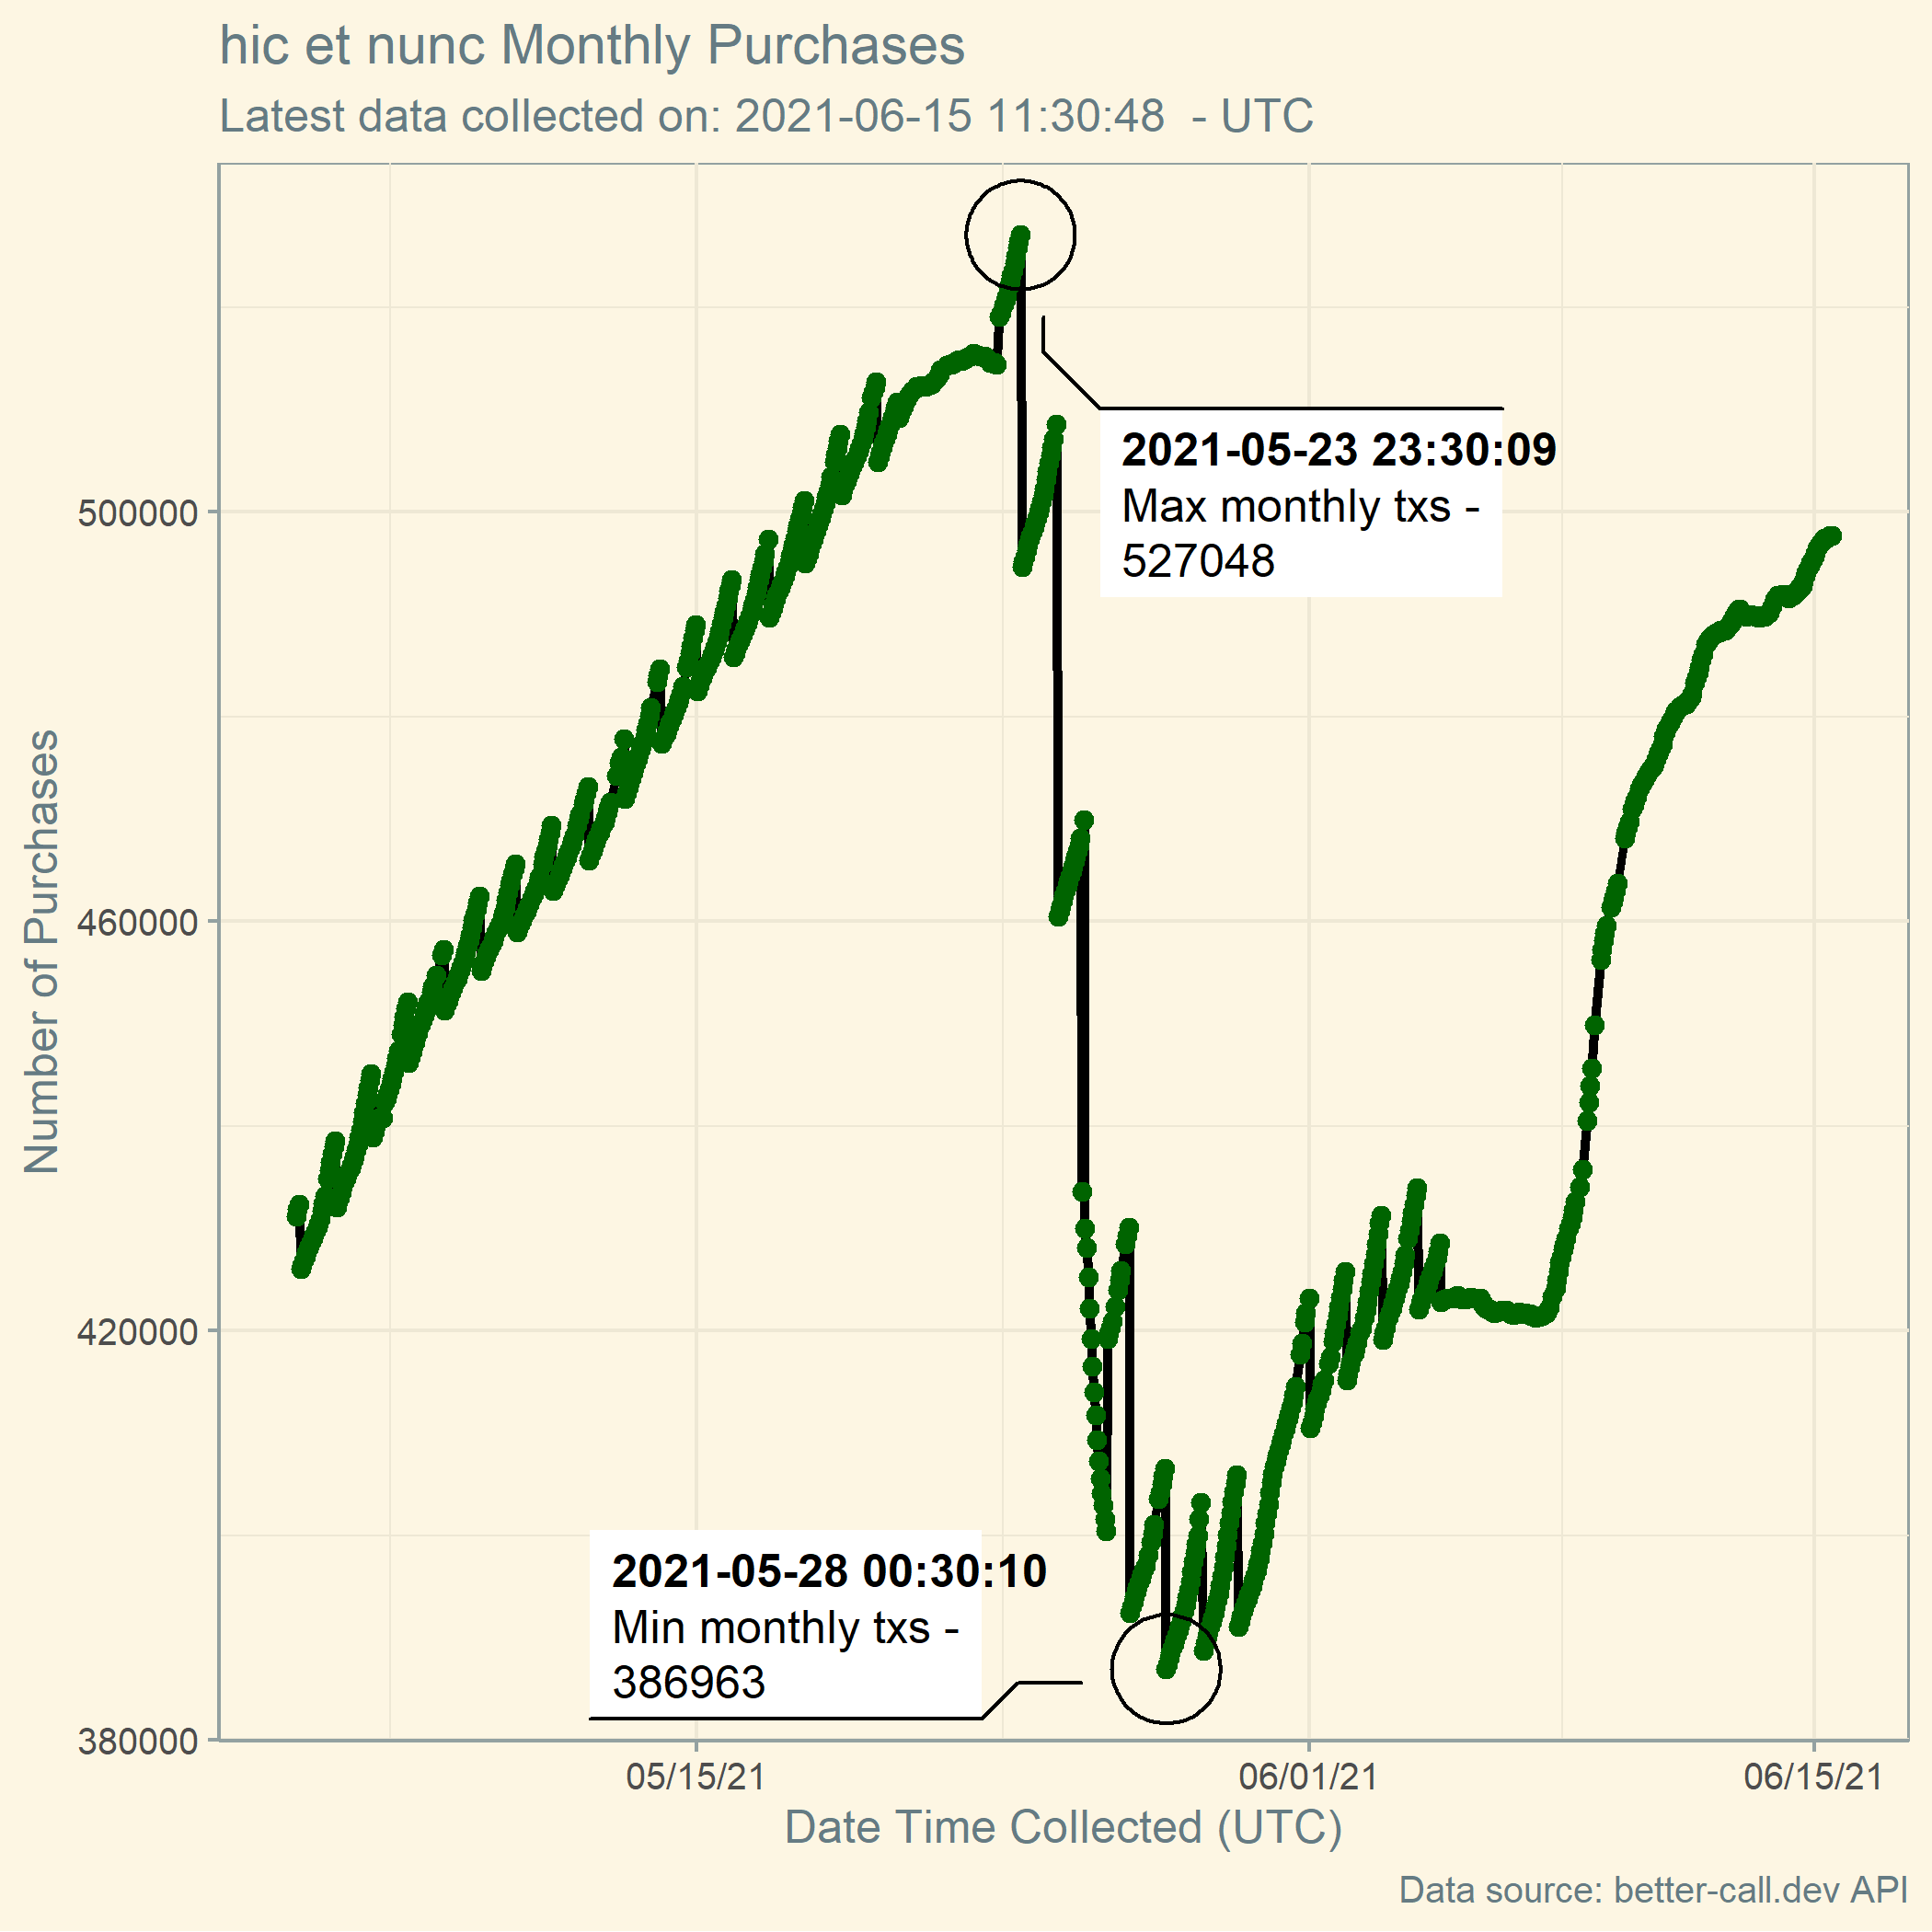 hic et nunc Monthly Purchases
Latest data collected on: 2021-06-15 11:30:48  - UTC
Number of Purchases
500000
460000
420000
380000
2021-05-23 23:30:09
Max monthly txs -
527048
2021-05-28 00:30:10
Min monthly txs -
386963
05/15/21
06/01/21
06/15/21
Date Time Collected (UTC)
Data source: better-call.dev API